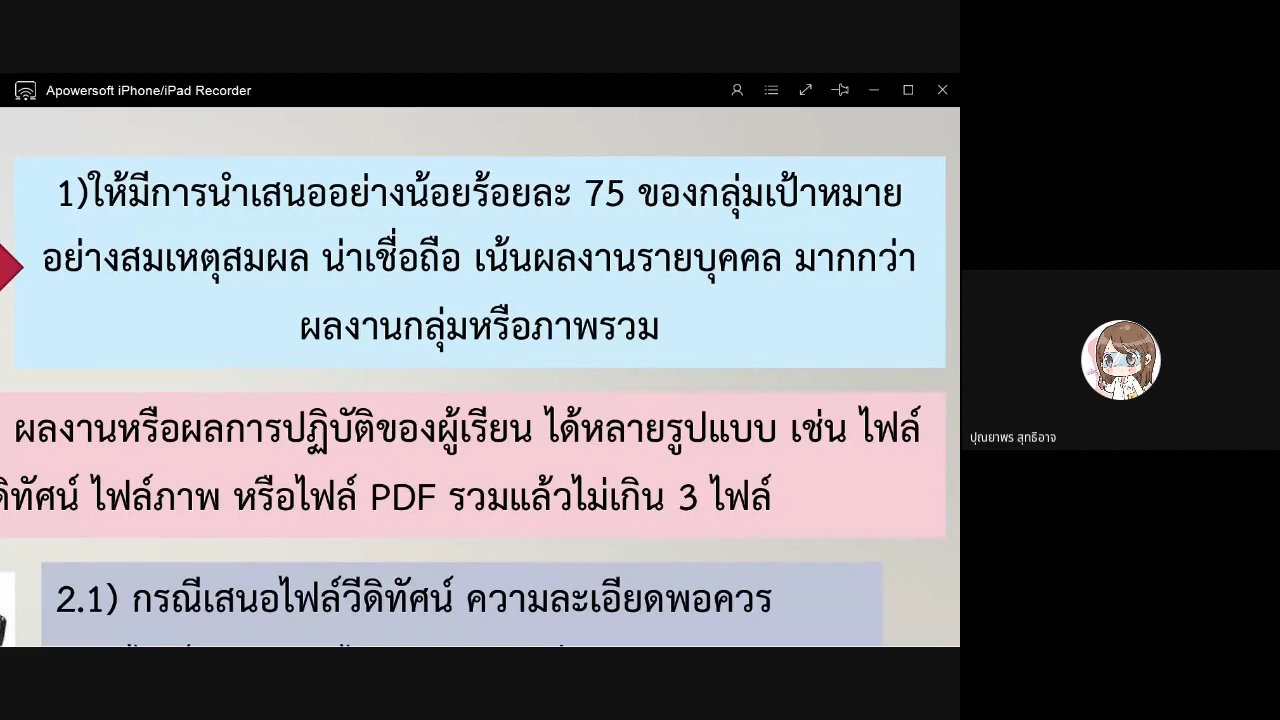 Apowersoft iPhone/iPad Recorder
1)ให้มีการนำเสนออย่างน้อยร้อยละ 75 ของกลุ่มเป้าหมาย
อย่างสมเหตุสมผล น่าเชื่อถือ เน้นผลงานรายบุคคล มากกว่า
ผลงานกลุ่มหรือภาพรวม
ผลงานหรือผลการปฏิบัติของผู้เรียน ได้หลายรูปแบบ เช่น ไฟล์
ดิทัศน์ ไฟล์ภาพ หรือไฟล์ PDF รวมแล้วไม่เกิน 3 ไฟล์
2.1) กรณีเสนอไฟล์วีดิทัศน์ ความละเอียดพอควร
ปุณยาพร สุทธิอาจ